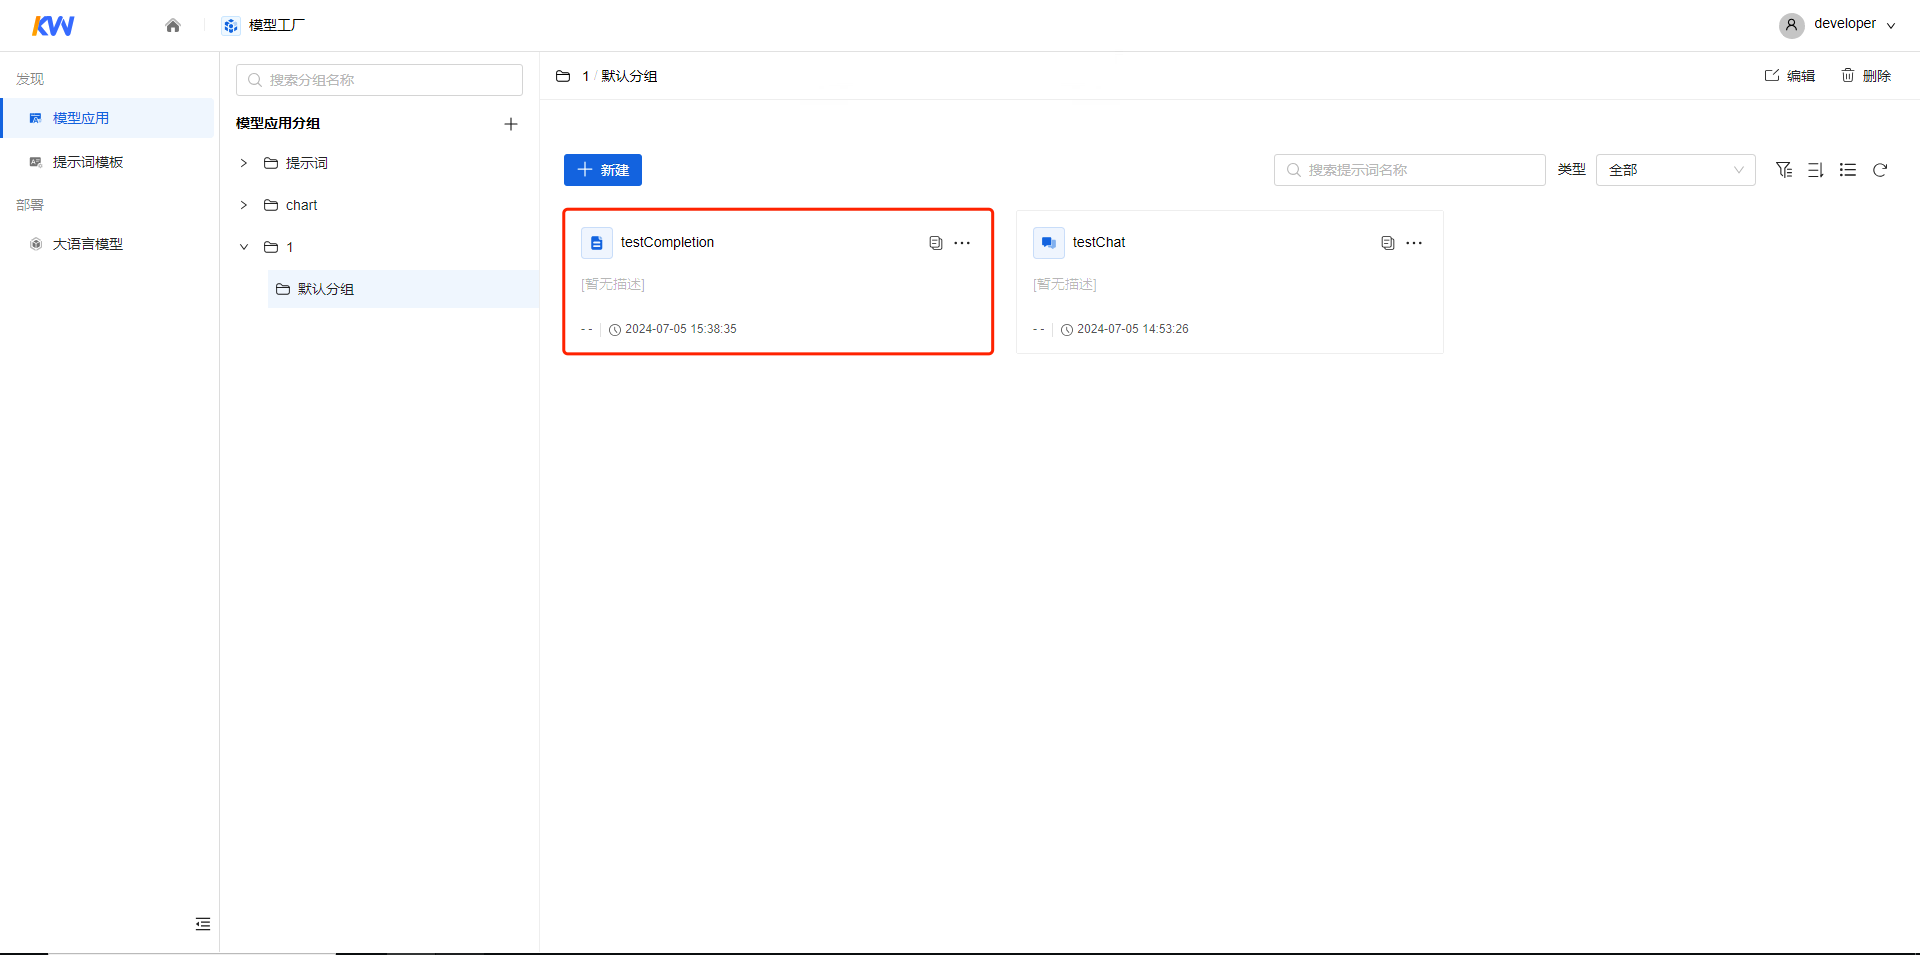 KW
模型工厂
developer
发现
模型应用
提示词模板
部署
大语言模型
搜索分组名称
模型应用分组
提示词
chart
1
默认分组
1 / 默认分组
编辑
删除
新建
搜索提示词名称
类型
全部
testCompletion
[暂无描述]
- - 2024-07-05 15:38:35
testChat
[暂无描述]
- - 2024-07-05 14:53:26